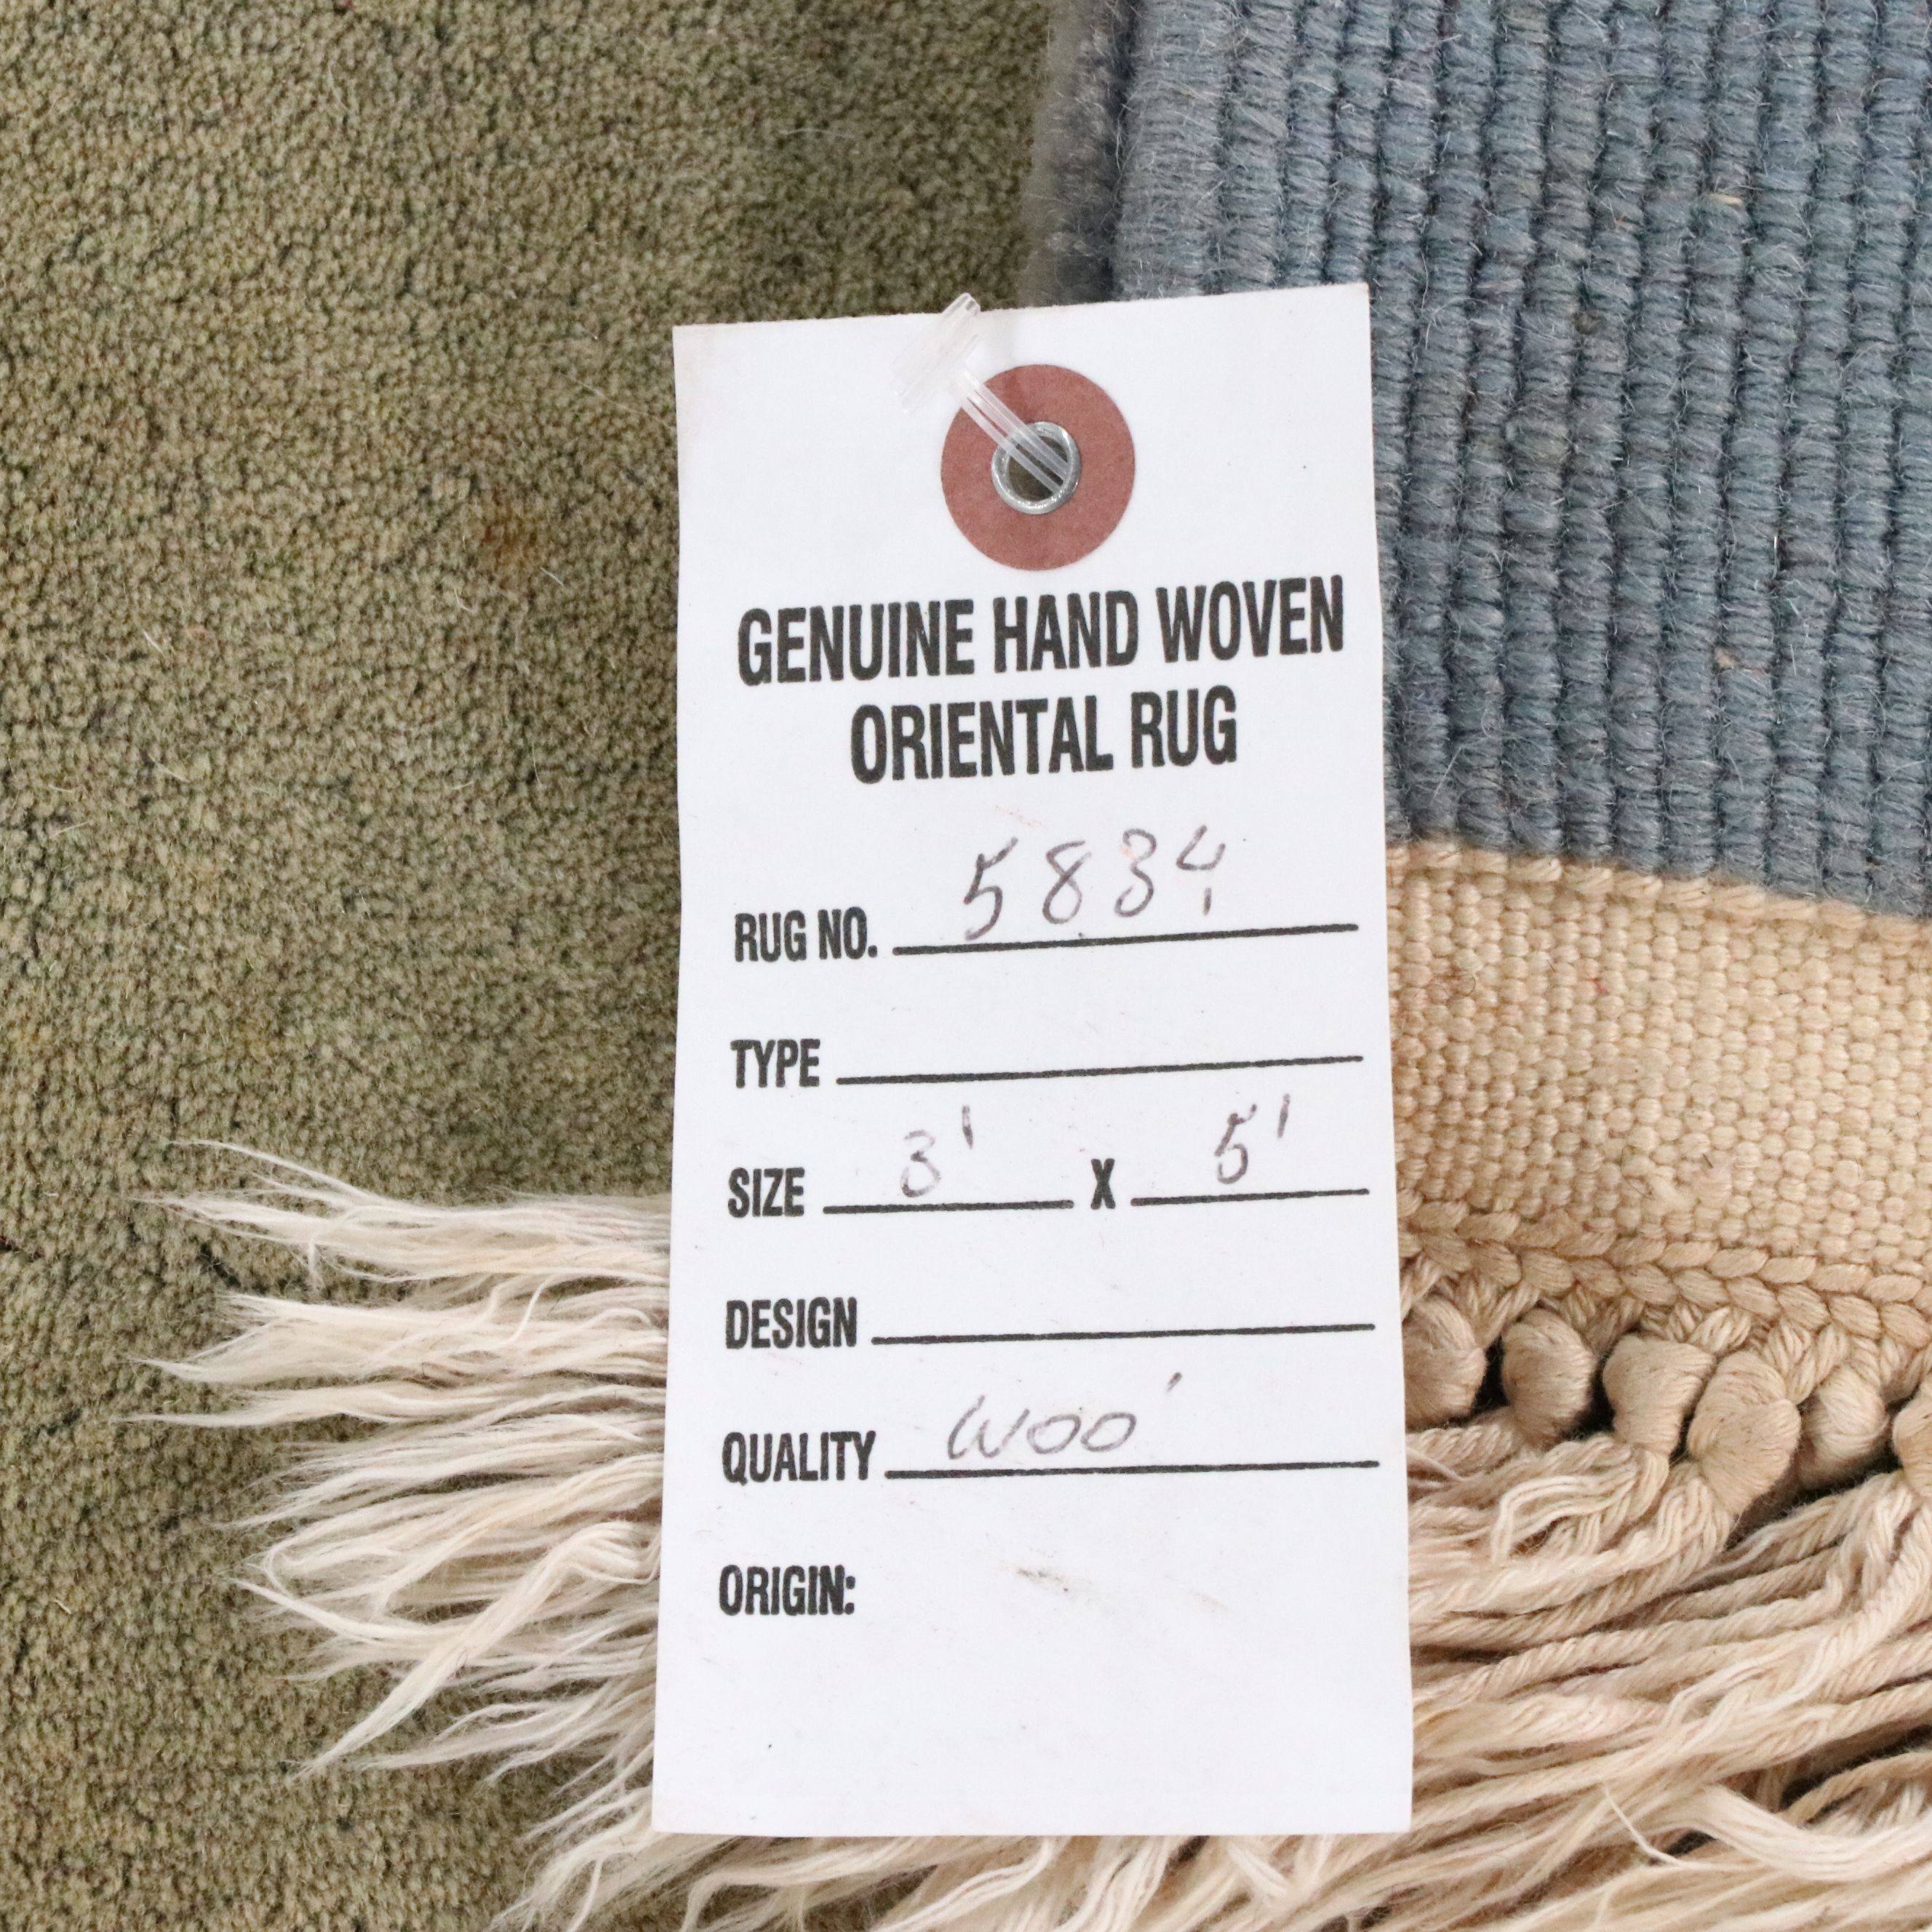 GENUINE HAND WOVEN
ORIENTAL RUG
RUG NO. 5834
TYPE
SIZE 3' X 5'
DESIGN
QUALITY woo'
ORIGIN: